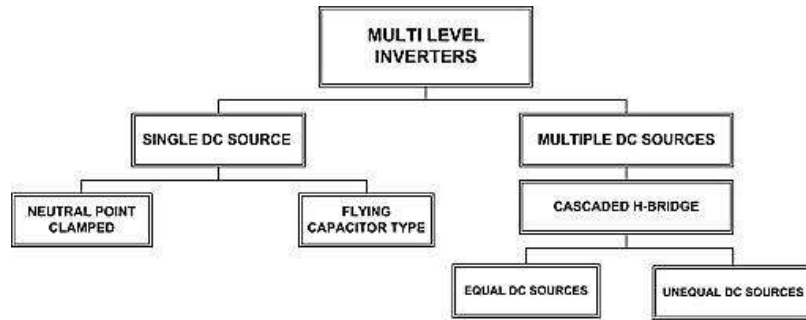 MULTI LEVEL
INVERTERS
SINGLE DC SOURCE
MULTIPLE DC SOURCES
NEUTRAL POINT
CLAMPED
FLYING
CAPACITOR TYPE
CASCADED H-BRIDGE
EQUAL DC SOURCES
UNEQUAL DC SOURCES